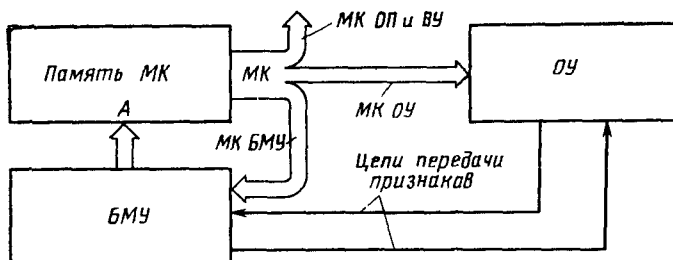 МК ОП и ВУ
Память МК
МК
ОУ
А
МК ОУ
МК БМУ
Цепи передачи
признаков
БМУ